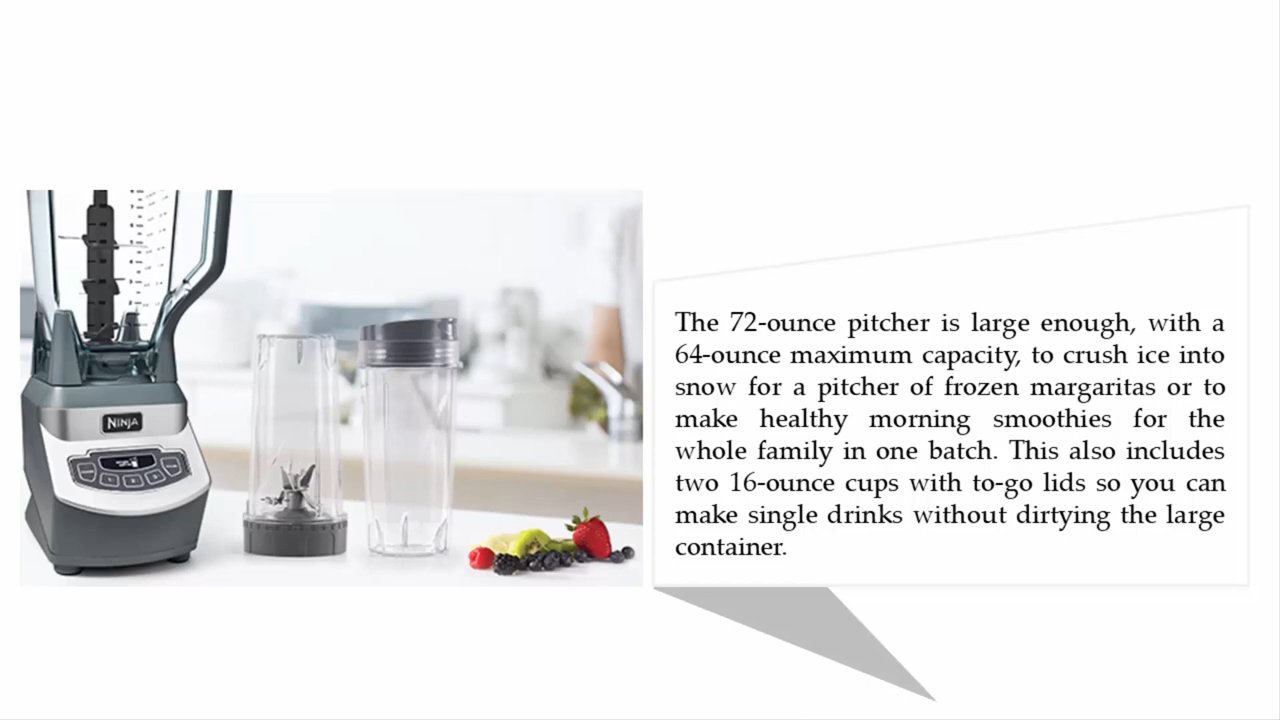 NINJA
The 72-ounce pitcher is large enough, with a
64-ounce maximum capacity, to crush ice into
snow for a pitcher of frozen margaritas or to
make healthy morning smoothies for the
whole family in one batch. This also includes
two 16-ounce cups with to-go lids so you can
make single drinks without dirtying the large
container.